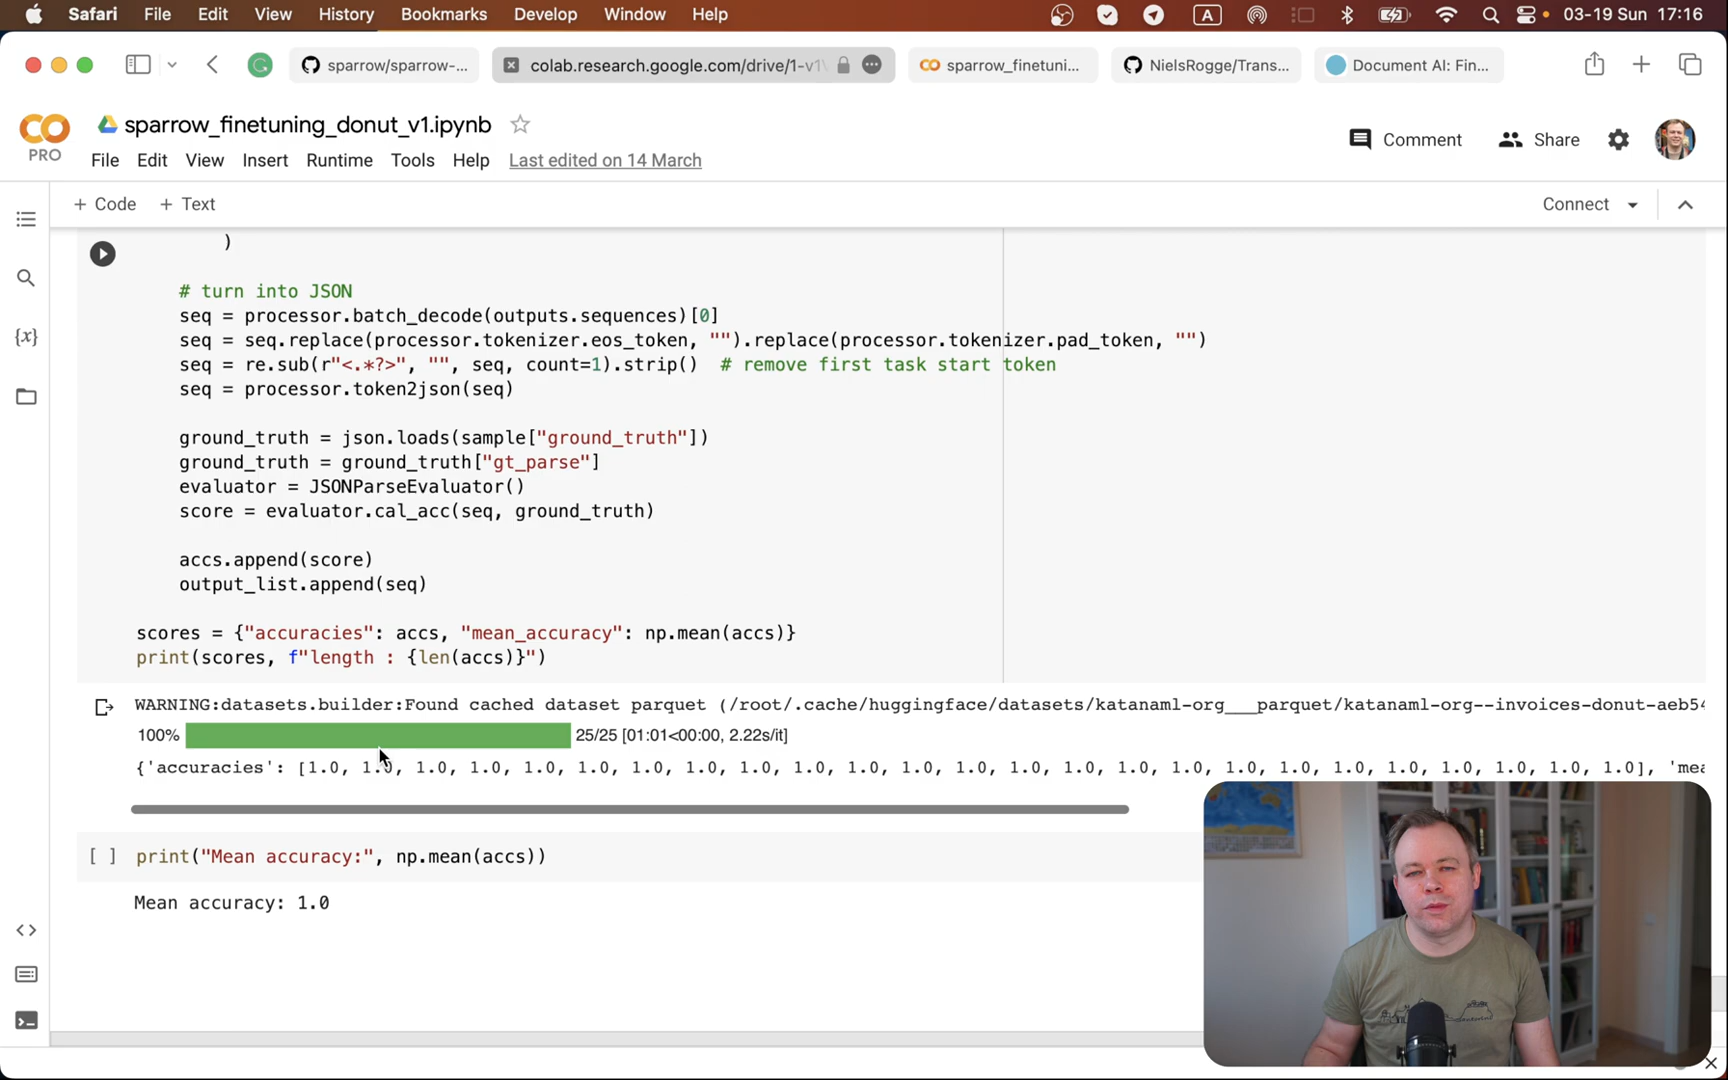 Safari File Edit View History Bookmarks Develop Window Help A 03-19 Sun 17:16
sparrow/sparrow-... colab.research.google.com/drive/1-v1 sparrow_finetuni... NielsRogge/Trans... Document AI: Fin...
sparrow_finetuning_donut_v1.ipynb
PRO
Comment Share
File Edit View Insert Runtime Tools Help Last edited on 14 March
+ Code + Text Connect
)
# turn into JSON
seq = processor.batch_decode(outputs.sequences)[0]
seq = seq.replace(processor.tokenizer.eos_token, "").replace(processor.tokenizer.pad_token, "")
seq = re.sub(r"<.*?>", "", seq, count=1).strip()  # remove first task start token
seq = processor.token2json(seq)
ground_truth = json.loads(sample["ground_truth"])
ground_truth = ground_truth["gt_parse"]
evaluator = JSONParseEvaluator()
score = evaluator.cal_acc(seq, ground_truth)
accs.append(score)
output_list.append(seq)
scores = {"accuracies": accs, "mean_accuracy": np.mean(accs)}
print(scores, f"length : {len(accs)}")
WARNING:datasets.builder:Found cached dataset parquet (/root/.cache/huggingface/datasets/katanaml-org___parquet/katanaml-org--invoices-donut-aeb54
100% 25/25 [01:01<00:00, 2.22s/it]
{'accuracies': [1.0, 1.0, 1.0, 1.0, 1.0, 1.0, 1.0, 1.0, 1.0, 1.0, 1.0, 1.0, 1.0, 1.0, 1.0, 1.0, 1.0, 1.0, 1.0, 1.0, 1.0, 1.0, 1.0, 1.0, 1.0], 'mea
[ ] print("Mean accuracy:", np.mean(accs))
Mean accuracy: 1.0